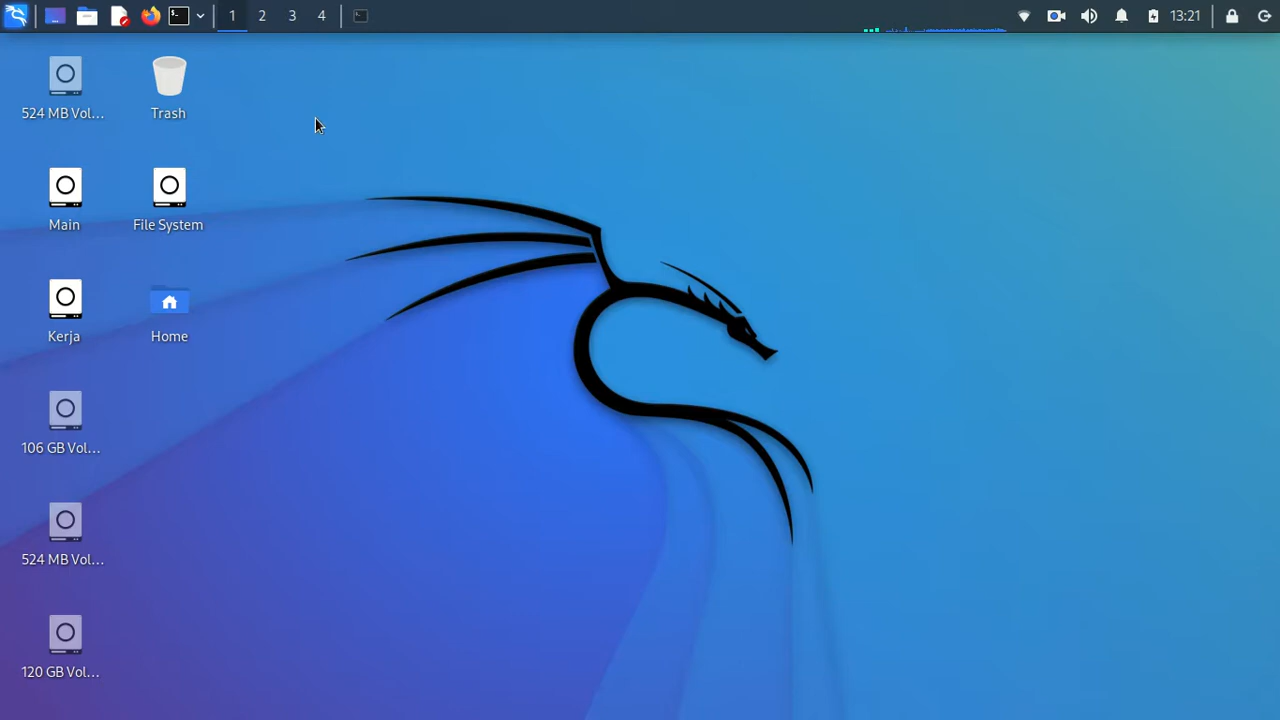 1 2 3 4 13:21
524 MB Vol... Trash
Main File System
Kerja Home
106 GB Vol...
524 MB Vol...
120 GB Vol...